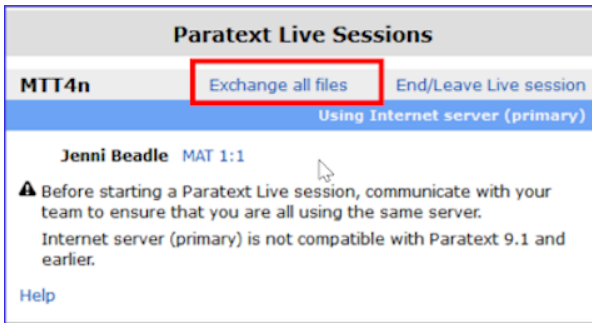 Paratext Live Sessions
MTT4n Exchange all files End/Leave Live session
Using Internet server (primary)
Jenni Beadle MAT 1:1
Before starting a Paratext Live session, communicate with your
team to ensure that you are all using the same server.
Internet server (primary) is not compatible with Paratext 9.1 and
earlier.
Help